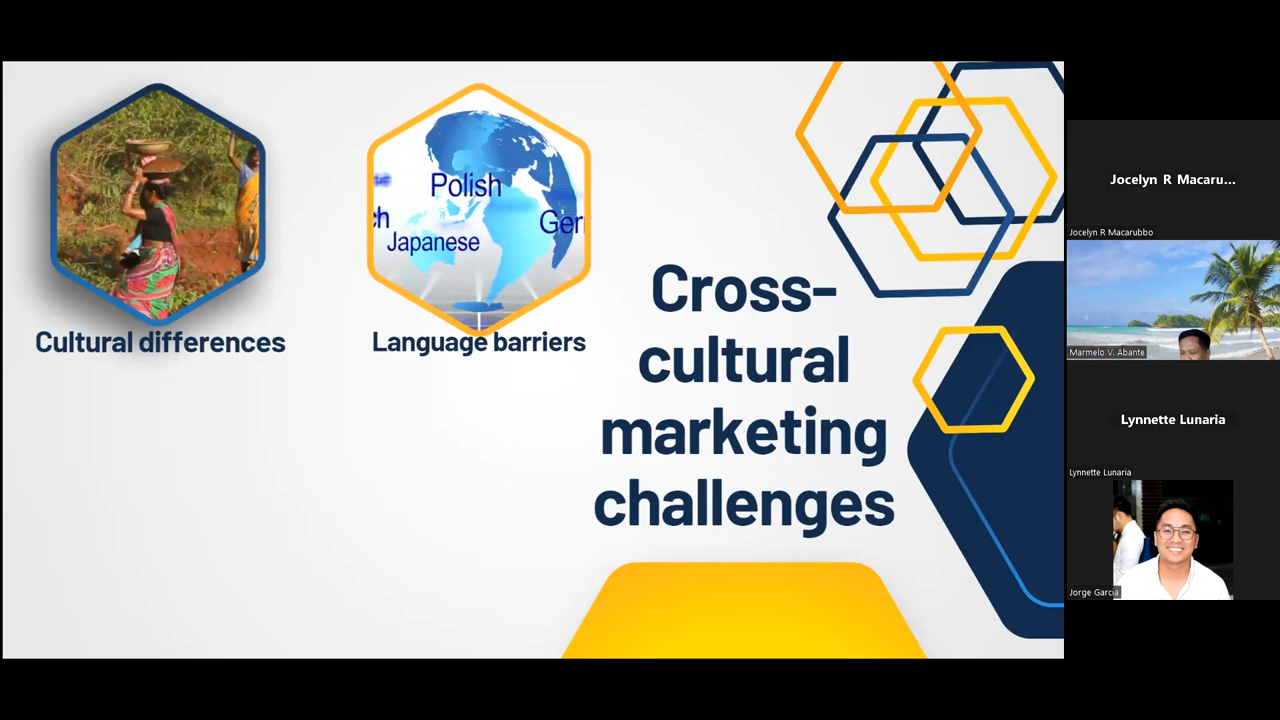 Polish
Japanese
Cultural differences
Language barriers
Cross-
cultural
marketing
challenges
Jocelyn R Macaru...
Jocelyn R Macarubbo
Marmelo V. Abante
Lynnette Lunaria
Lynnette Lunaria
Jorge Garcia